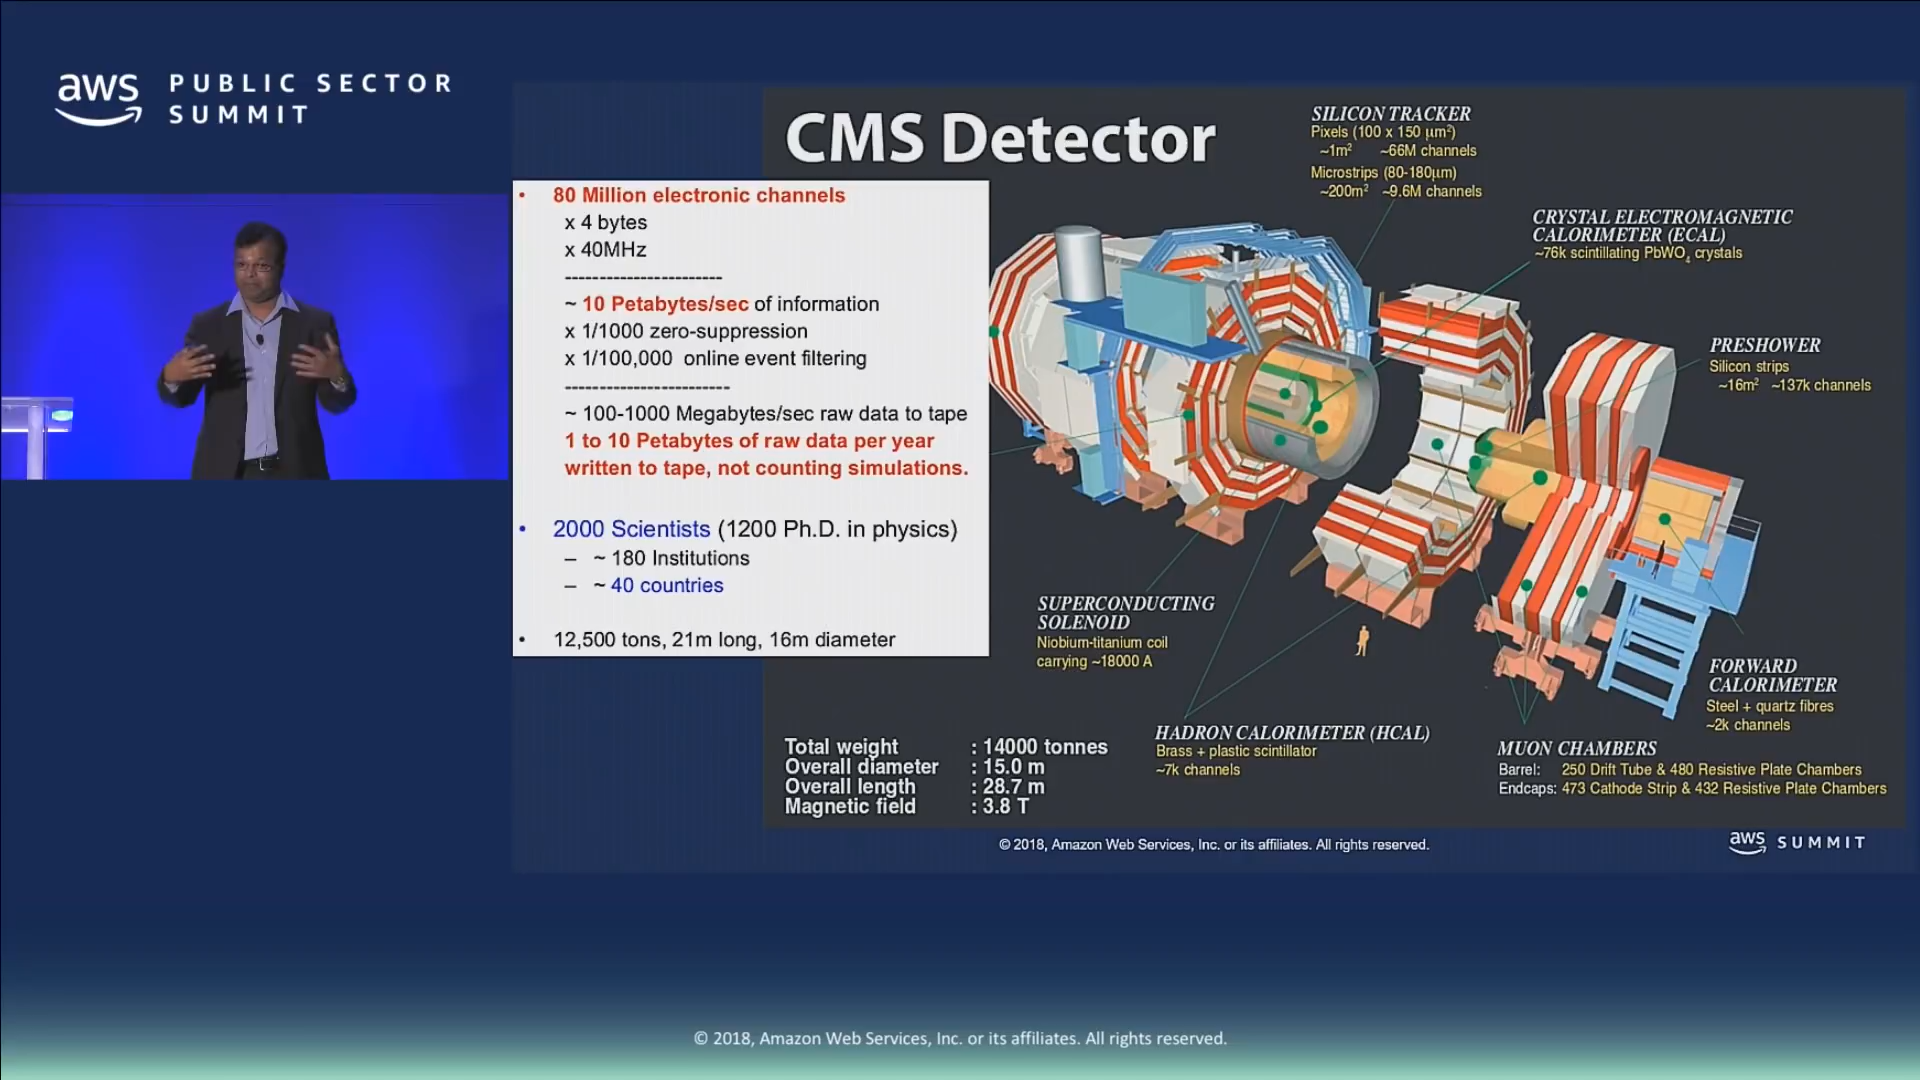 aws PUBLIC SECTOR
SUMMIT
CMS Detector
• 80 Million electronic channels
x 4 bytes
x 40MHz
-----------------------
~ 10 Petabytes/sec of information
x 1/1000 zero-suppression
x 1/100,000 online event filtering
------------------------
~ 100-1000 Megabytes/sec raw data to tape
1 to 10 Petabytes of raw data per year
written to tape, not counting simulations.
• 2000 Scientists (1200 Ph.D. in physics)
– ~ 180 Institutions
– ~ 40 countries
• 12,500 tons, 21m long, 16m diameter
SILICON TRACKER
Pixels (100 x 150 μm²)
~1m² ~66M channels
Microstrips (80-180μm)
~200m² ~9.6M channels
CRYSTAL ELECTROMAGNETIC
CALORIMETER (ECAL)
~76k scintillating PbWO₄ crystals
PRESHOWER
Silicon strips
~16m² ~137k channels
SUPERCONDUCTING
SOLENOID
Niobium-titanium coil
carrying ~18000 A
FORWARD
CALORIMETER
Steel + quartz fibres
~2k channels
HADRON CALORIMETER (HCAL)
Brass + plastic scintillator
~7k channels
MUON CHAMBERS
Barrel: 250 Drift Tube & 480 Resistive Plate Chambers
Endcaps: 473 Cathode Strip & 432 Resistive Plate Chambers
Total weight : 14000 tonnes
Overall diameter : 15.0 m
Overall length : 28.7 m
Magnetic field : 3.8 T
© 2018, Amazon Web Services, Inc. or its affiliates. All rights reserved.
aws SUMMIT
© 2018, Amazon Web Services, Inc. or its affiliates. All rights reserved.